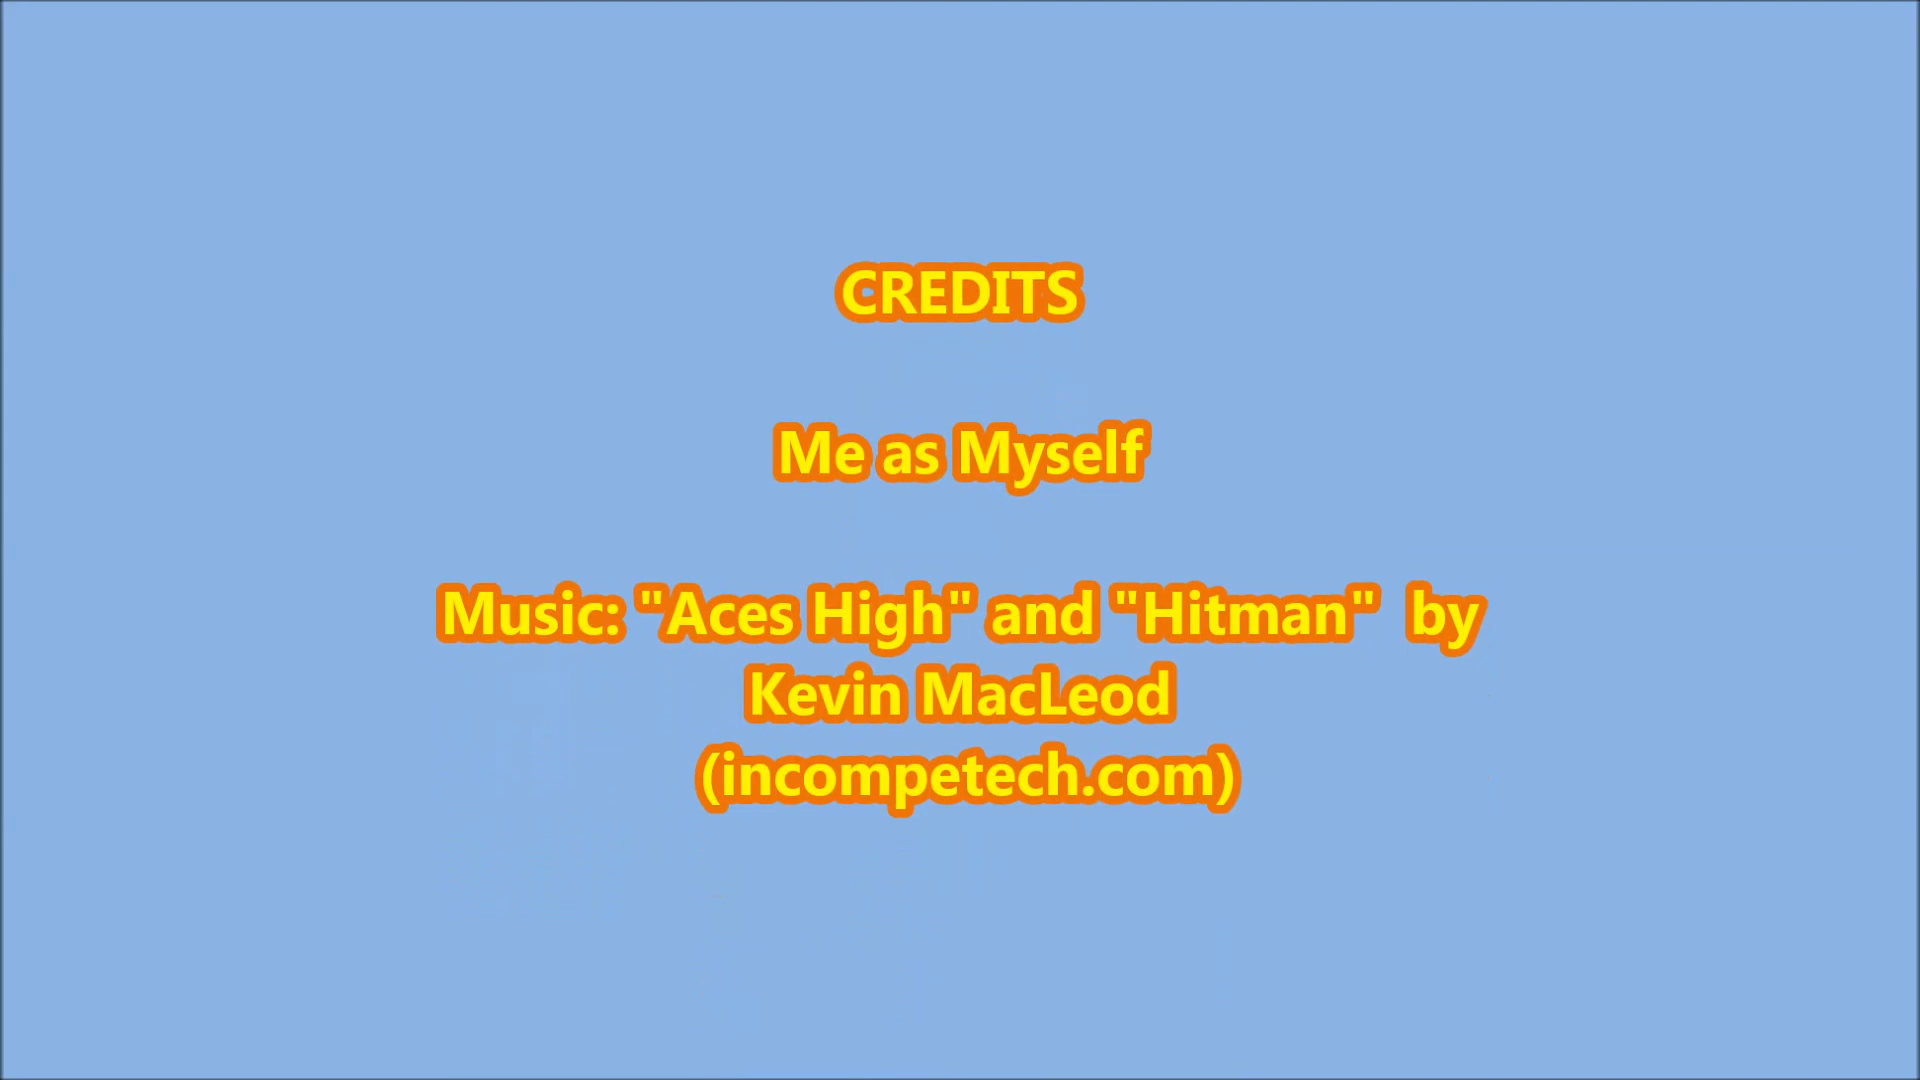 CREDITS
Me as Myself
Music: "Aces High" and "Hitman"  by
Kevin MacLeod
(incompetech.com)